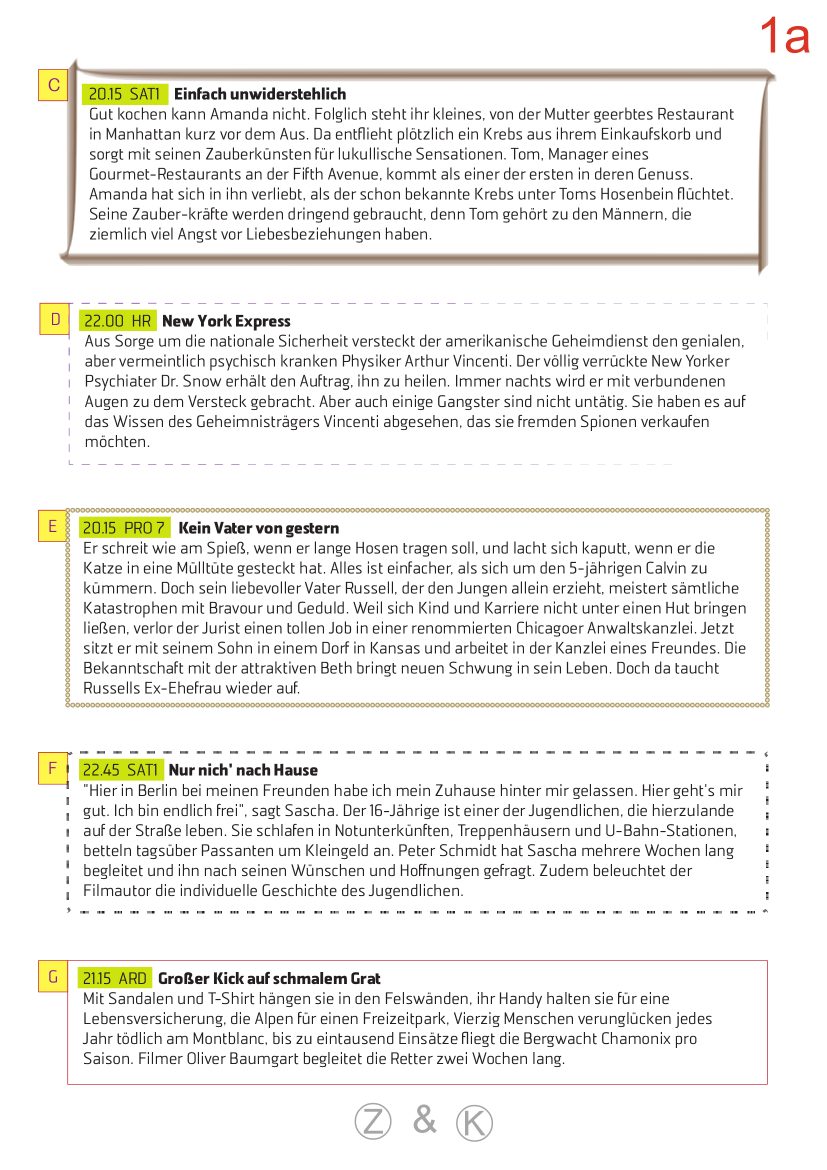 1a
C
20.15 SAT1 Einfach unwiderstehlich
Gut kochen kann Amanda nicht. Folglich steht ihr kleines, von der Mutter geerbtes Restaurant
in Manhattan kurz vor dem Aus. Da entflieht plötzlich ein Krebs aus ihrem Einkaufskorb und
sorgt mit seinen Zauberkünsten für lukullische Sensationen. Tom, Manager eines
Gourmet-Restaurants an der Fifth Avenue, kommt als einer der ersten in deren Genuss.
Amanda hat sich in ihn verliebt, als der schon bekannte Krebs unter Toms Hosenbein flüchtet.
Seine Zauber-kräfte werden dringend gebraucht, denn Tom gehört zu den Männern, die
ziemlich viel Angst vor Liebesbeziehungen haben.
D
22.00 HR New York Express
Aus Sorge um die nationale Sicherheit versteckt der amerikanische Geheimdienst den genialen,
aber vermeintlich psychisch kranken Physiker Arthur Vincenti. Der völlig verrückte New Yorker
Psychiater Dr. Snow erhält den Auftrag, ihn zu heilen. Immer nachts wird er mit verbundenen
Augen zu dem Versteck gebracht. Aber auch einige Gangster sind nicht untätig. Sie haben es auf
das Wissen des Geheimnisträgers Vincenti abgesehen, das sie fremden Spionen verkaufen
möchten.
E
20.15 PRO 7 Kein Vater von gestern
Er schreit wie am Spieß, wenn er lange Hosen tragen soll, und lacht sich kaputt, wenn er die
Katze in eine Mülltüte gesteckt hat. Alles ist einfacher, als sich um den 5-jährigen Calvin zu
kümmern. Doch sein liebevoller Vater Russell, der den Jungen allein erzieht, meistert sämtliche
Katastrophen mit Bravour und Geduld. Weil sich Kind und Karriere nicht unter einen Hut bringen
ließen, verlor der Jurist einen tollen Job in einer renommierten Chicagoer Anwaltskanzlei. Jetzt
sitzt er mit seinem Sohn in einem Dorf in Kansas und arbeitet in der Kanzlei eines Freundes. Die
Bekanntschaft mit der attraktiven Beth bringt neuen Schwung in sein Leben. Doch da taucht
Russells Ex-Ehefrau wieder auf.
F
22.45 SAT1 Nur nich' nach Hause
"Hier in Berlin bei meinen Freunden habe ich mein Zuhause hinter mir gelassen. Hier geht's mir
gut. Ich bin endlich frei", sagt Sascha. Der 16-Jährige ist einer der Jugendlichen, die hierzulande
auf der Straße leben. Sie schlafen in Notunterkünften, Treppenhäusern und U-Bahn-Stationen,
betteln tagsüber Passanten um Kleingeld an. Peter Schmidt hat Sascha mehrere Wochen lang
begleitet und ihn nach seinen Wünschen und Hoffnungen gefragt. Zudem beleuchtet der
Filmautor die individuelle Geschichte des Jugendlichen.
G
21.15 ARD Großer Kick auf schmalem Grat
Mit Sandalen und T-Shirt hängen sie in den Felswänden, ihr Handy halten sie für eine
Lebensversicherung, die Alpen für einen Freizeitpark, Vierzig Menschen verunglücken jedes
Jahr tödlich am Montblanc, bis zu eintausend Einsätze fliegt die Bergwacht Chamonix pro
Saison. Filmer Oliver Baumgart begleitet die Retter zwei Wochen lang.
Z & K